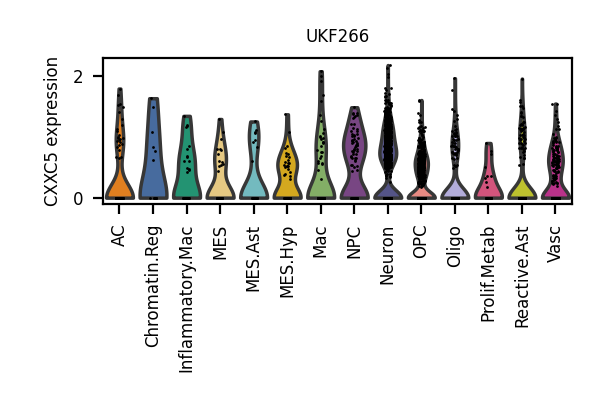 UKF266
CXXC5 expression
2
0
AC
Chromatin.Reg
Inflammatory.Mac
MES
MES.Ast
MES.Hyp
Mac
NPC
Neuron
OPC
Oligo
Prolif.Metab
Reactive.Ast
Vasc